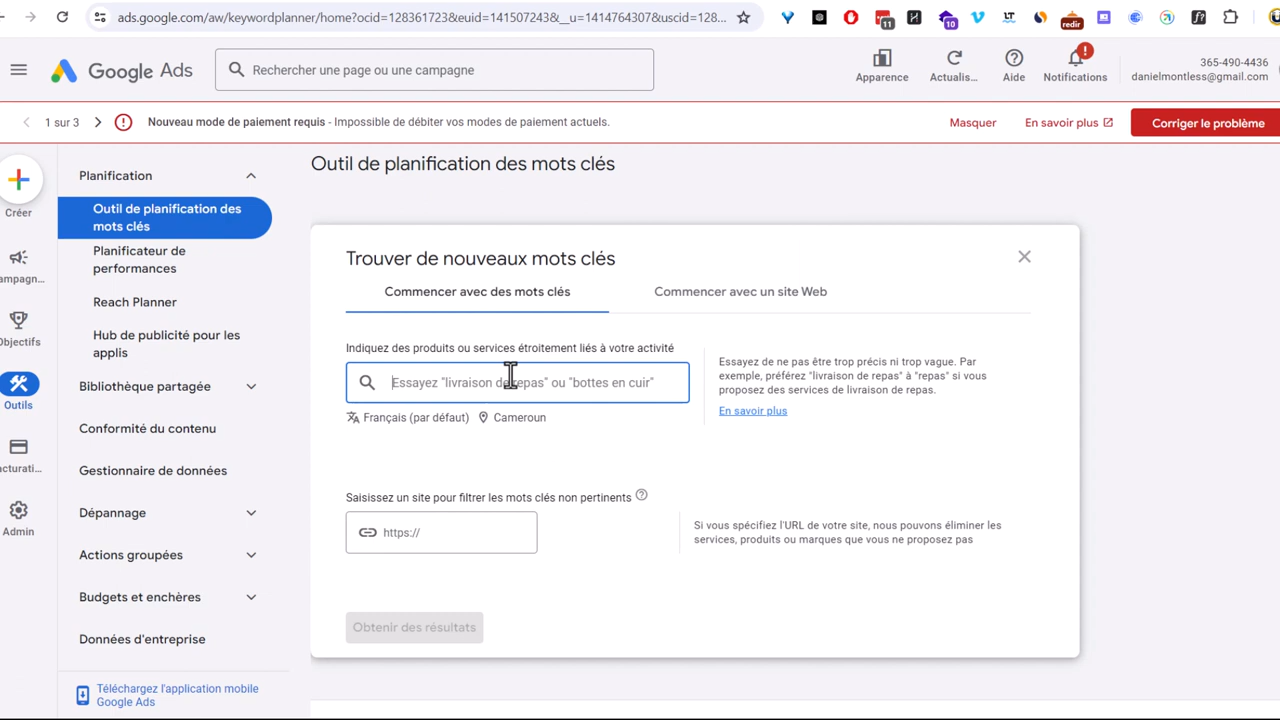 ads.google.com/aw/keywordplanner/home?ocid=128361723&euid=141507243&__u=1414764307&uscid=128...
11
10
LT
redir
Google Ads
Rechercher une page ou une campagne
Apparence
Actualis...
Aide
Notifications
365-490-4436
danielmontless@gmail.com
1 sur 3
Nouveau mode de paiement requis - Impossible de débiter vos modes de paiement actuels.
Masquer
En savoir plus
Corriger le problème
Créer
ampagn...
Objectifs
Outils
acturati...
Admin
Planification
Outil de planification des
mots clés
Planificateur de
performances
Reach Planner
Hub de publicité pour les
applis
Bibliothèque partagée
Conformité du contenu
Gestionnaire de données
Dépannage
Actions groupées
Budgets et enchères
Données d'entreprise
Téléchargez l'application mobile
Google Ads
Outil de planification des mots clés
Trouver de nouveaux mots clés
Commencer avec des mots clés
Commencer avec un site Web
Indiquez des produits ou services étroitement liés à votre activité
Essayez "livraison de repas" ou "bottes en cuir"
Français (par défaut)
Cameroun
Essayez de ne pas être trop précis ni trop vague. Par
exemple, préférez "livraison de repas" à "repas" si vous
proposez des services de livraison de repas.
En savoir plus
Saisissez un site pour filtrer les mots clés non pertinents
https://
Si vous spécifiez l'URL de votre site, nous pouvons éliminer les
services, produits ou marques que vous ne proposez pas
Obtenir des résultats